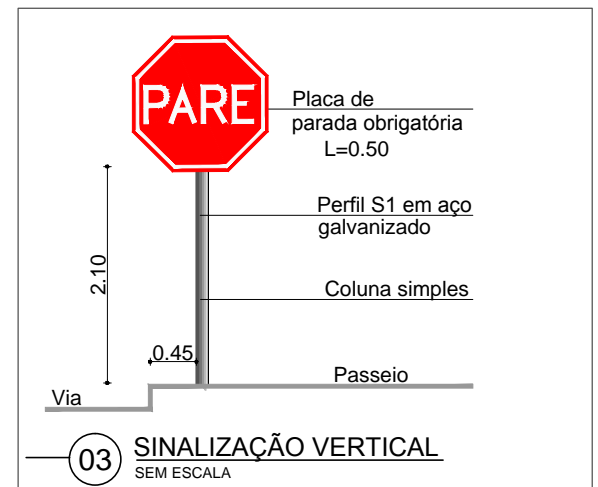 PARE
Placa de
parada obrigatória
L=0.50
Perfil S1 em aço
galvanizado
2.10
Coluna simples
0.45
Passeio
Via
03
SINALIZAÇÃO VERTICAL
SEM ESCALA